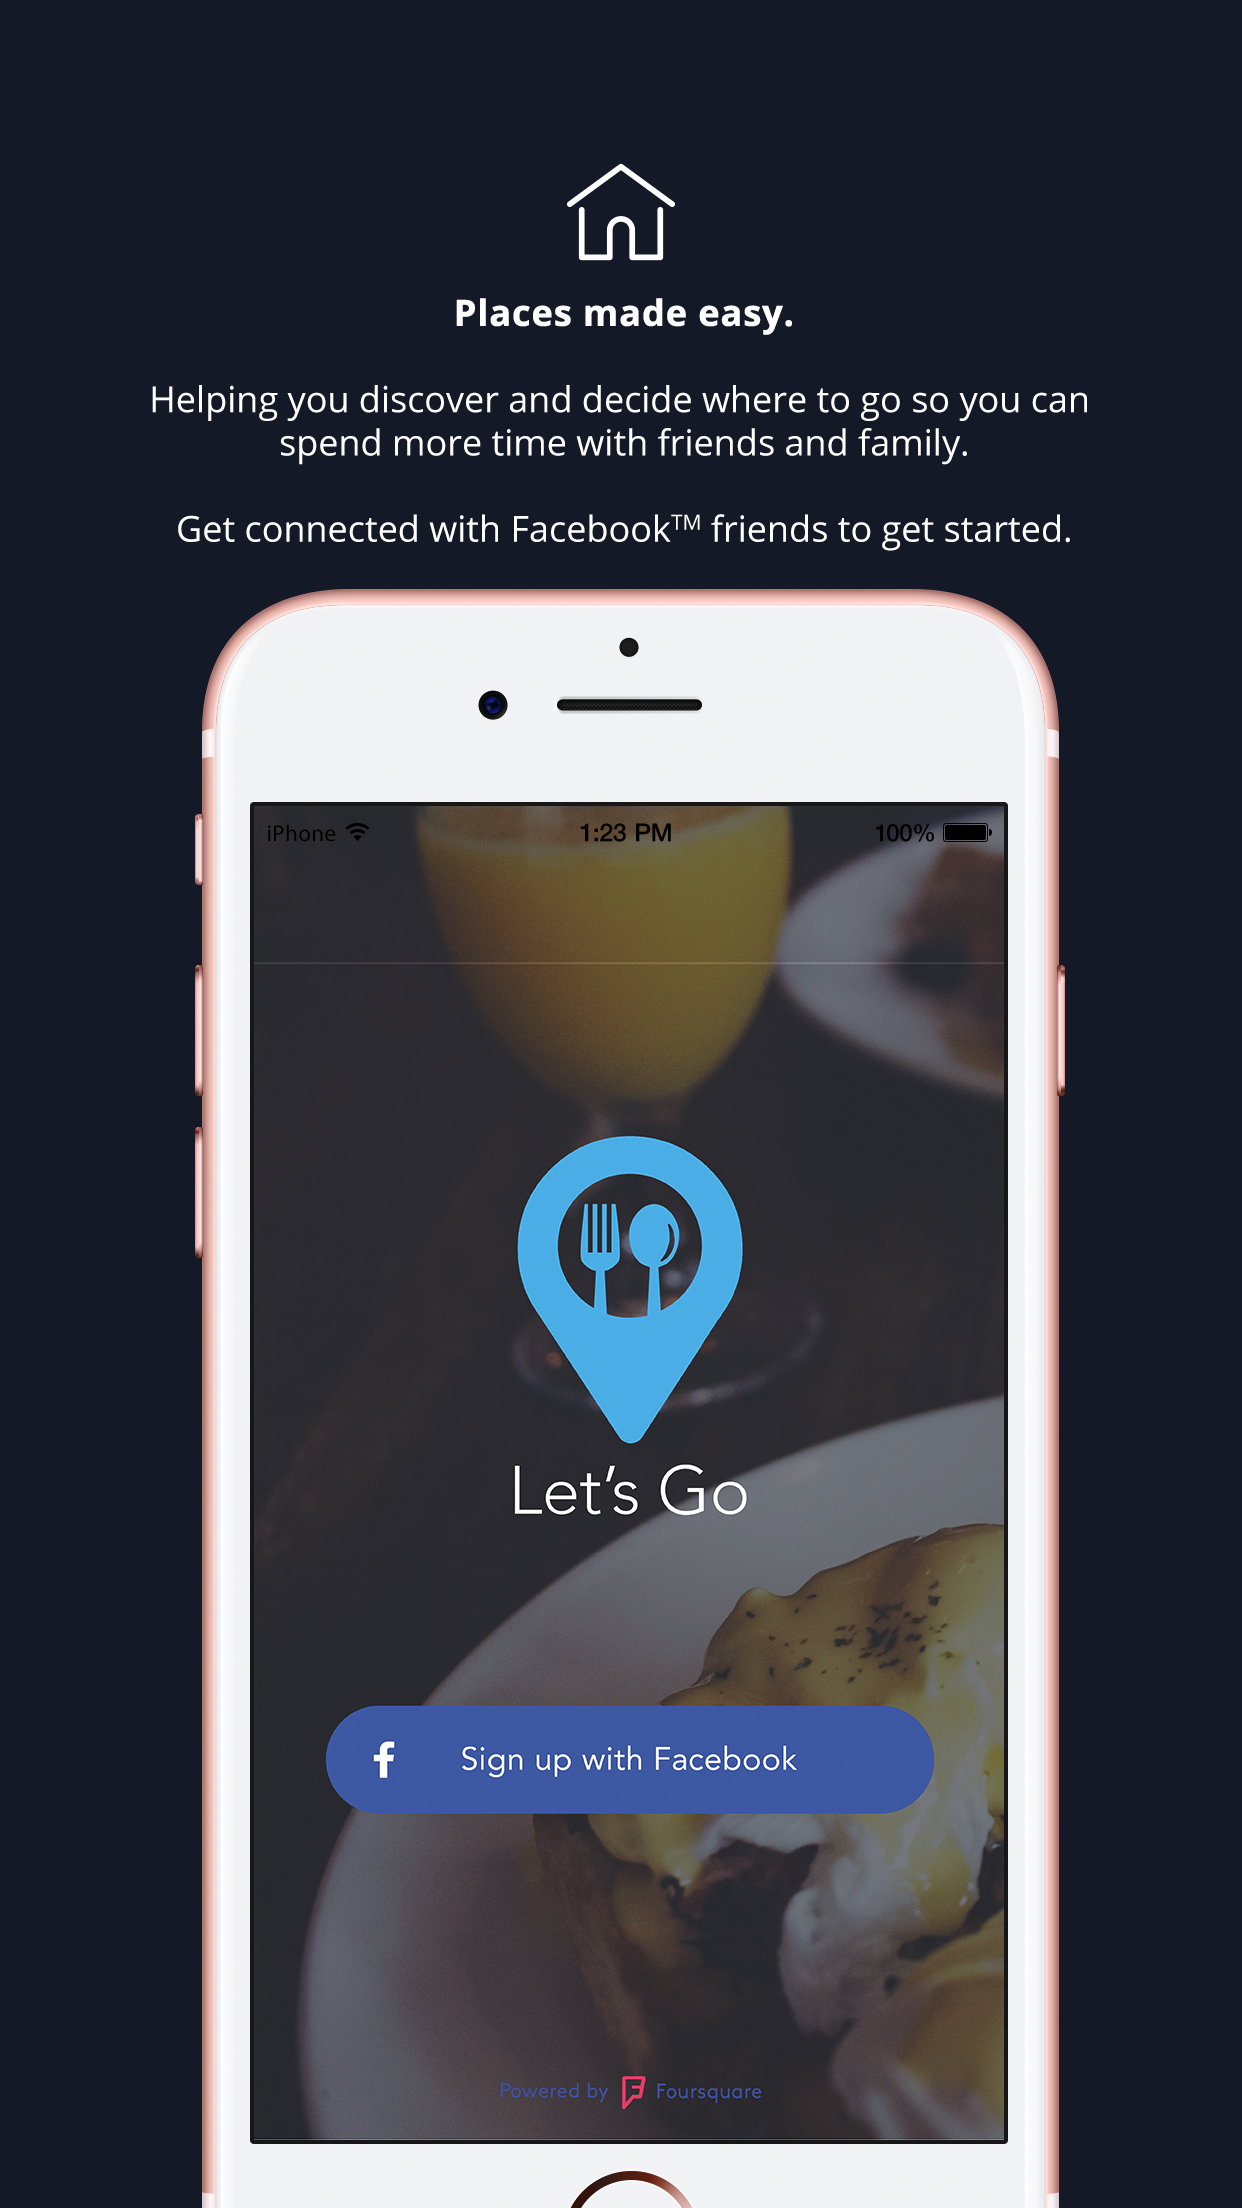 Places made easy.
Helping you discover and decide where to go so you can
spend more time with friends and family.
Get connected with Facebook™ friends to get started.
iPhone 1:23 PM 100%
Let's Go
f Sign up with Facebook
Powered by Foursquare